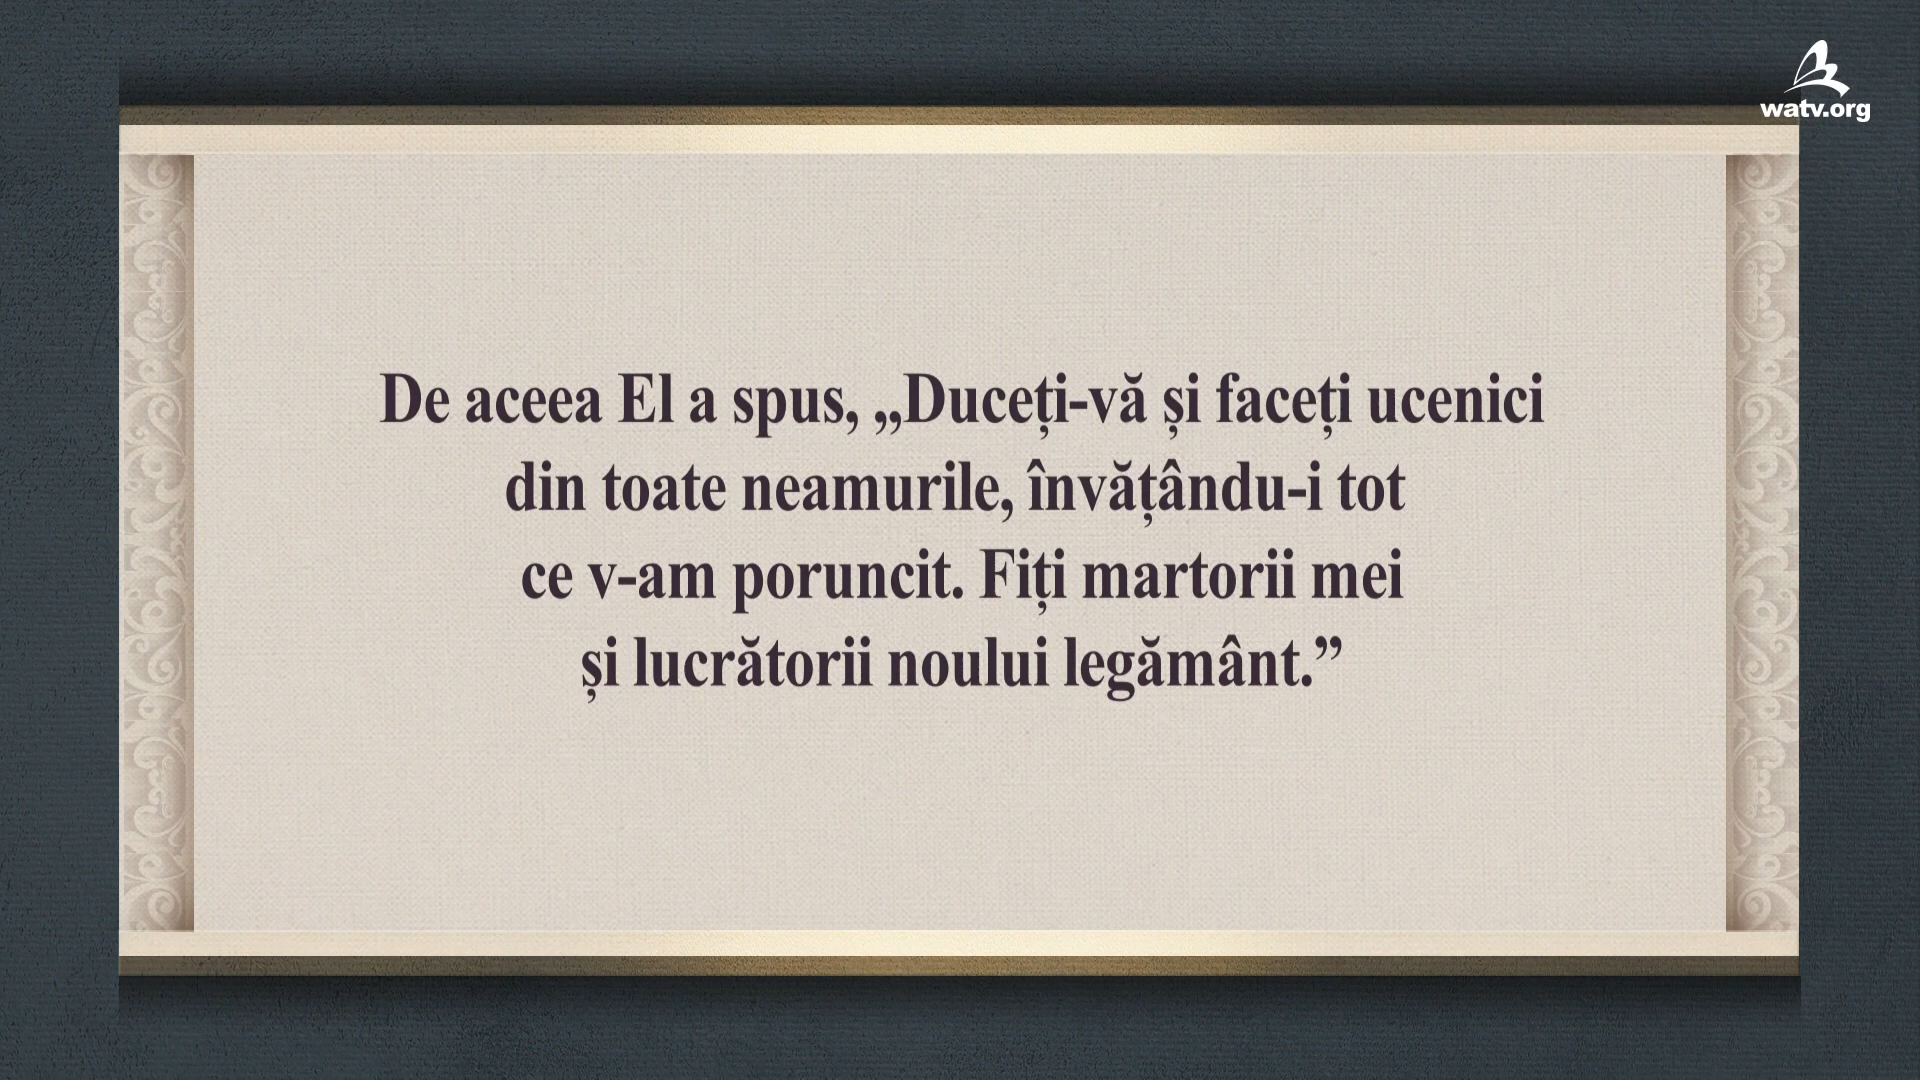 watv.org
De aceea El a spus, „Duceți-vă și faceți ucenici
din toate neamurile, învățându-i tot
ce v-am poruncit. Fiți martorii mei
și lucrătorii noului legământ.”